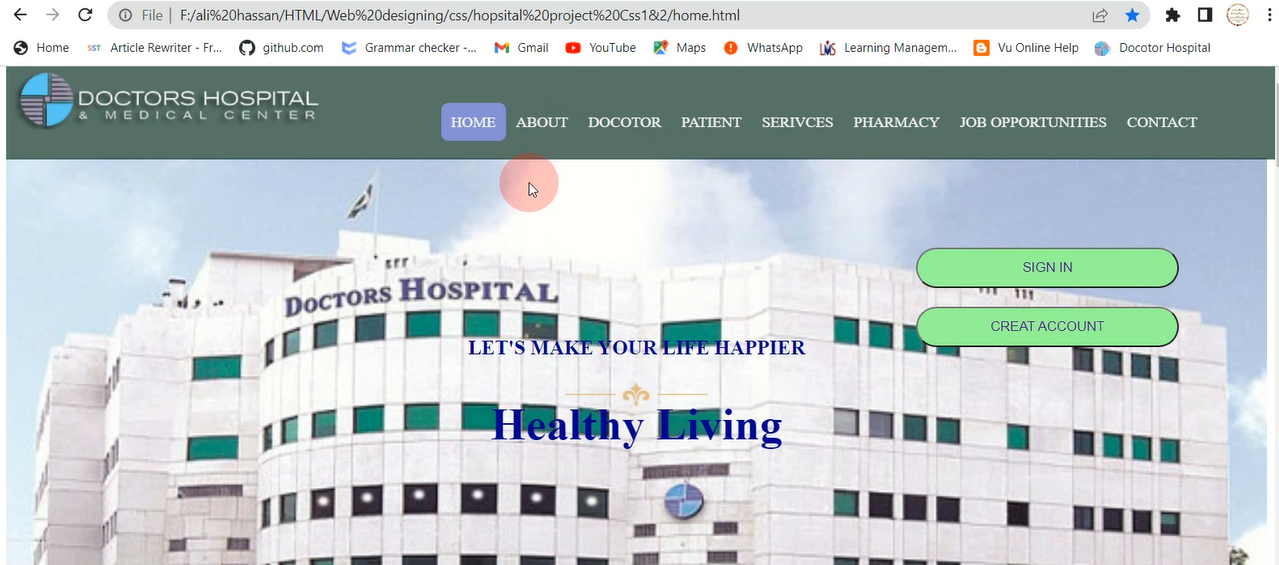 File | F:/ali%20hassan/HTML/Web%20designing/css/hopsital%20project%20Css1&2/home.html
Home SST Article Rewriter - Fr... github.com Grammar checker -... Gmail YouTube Maps WhatsApp LMS Learning Managem... Vu Online Help Docotor Hospital
DOCTORS HOSPITAL
& MEDICAL CENTER
HOME ABOUT DOCOTOR PATIENT SERIVCES PHARMACY JOB OPPORTUNITIES CONTACT
SIGN IN
DOCTORS HOSPITAL
CREAT ACCOUNT
LET'S MAKE YOUR LIFE HAPPIER
Healthy Living